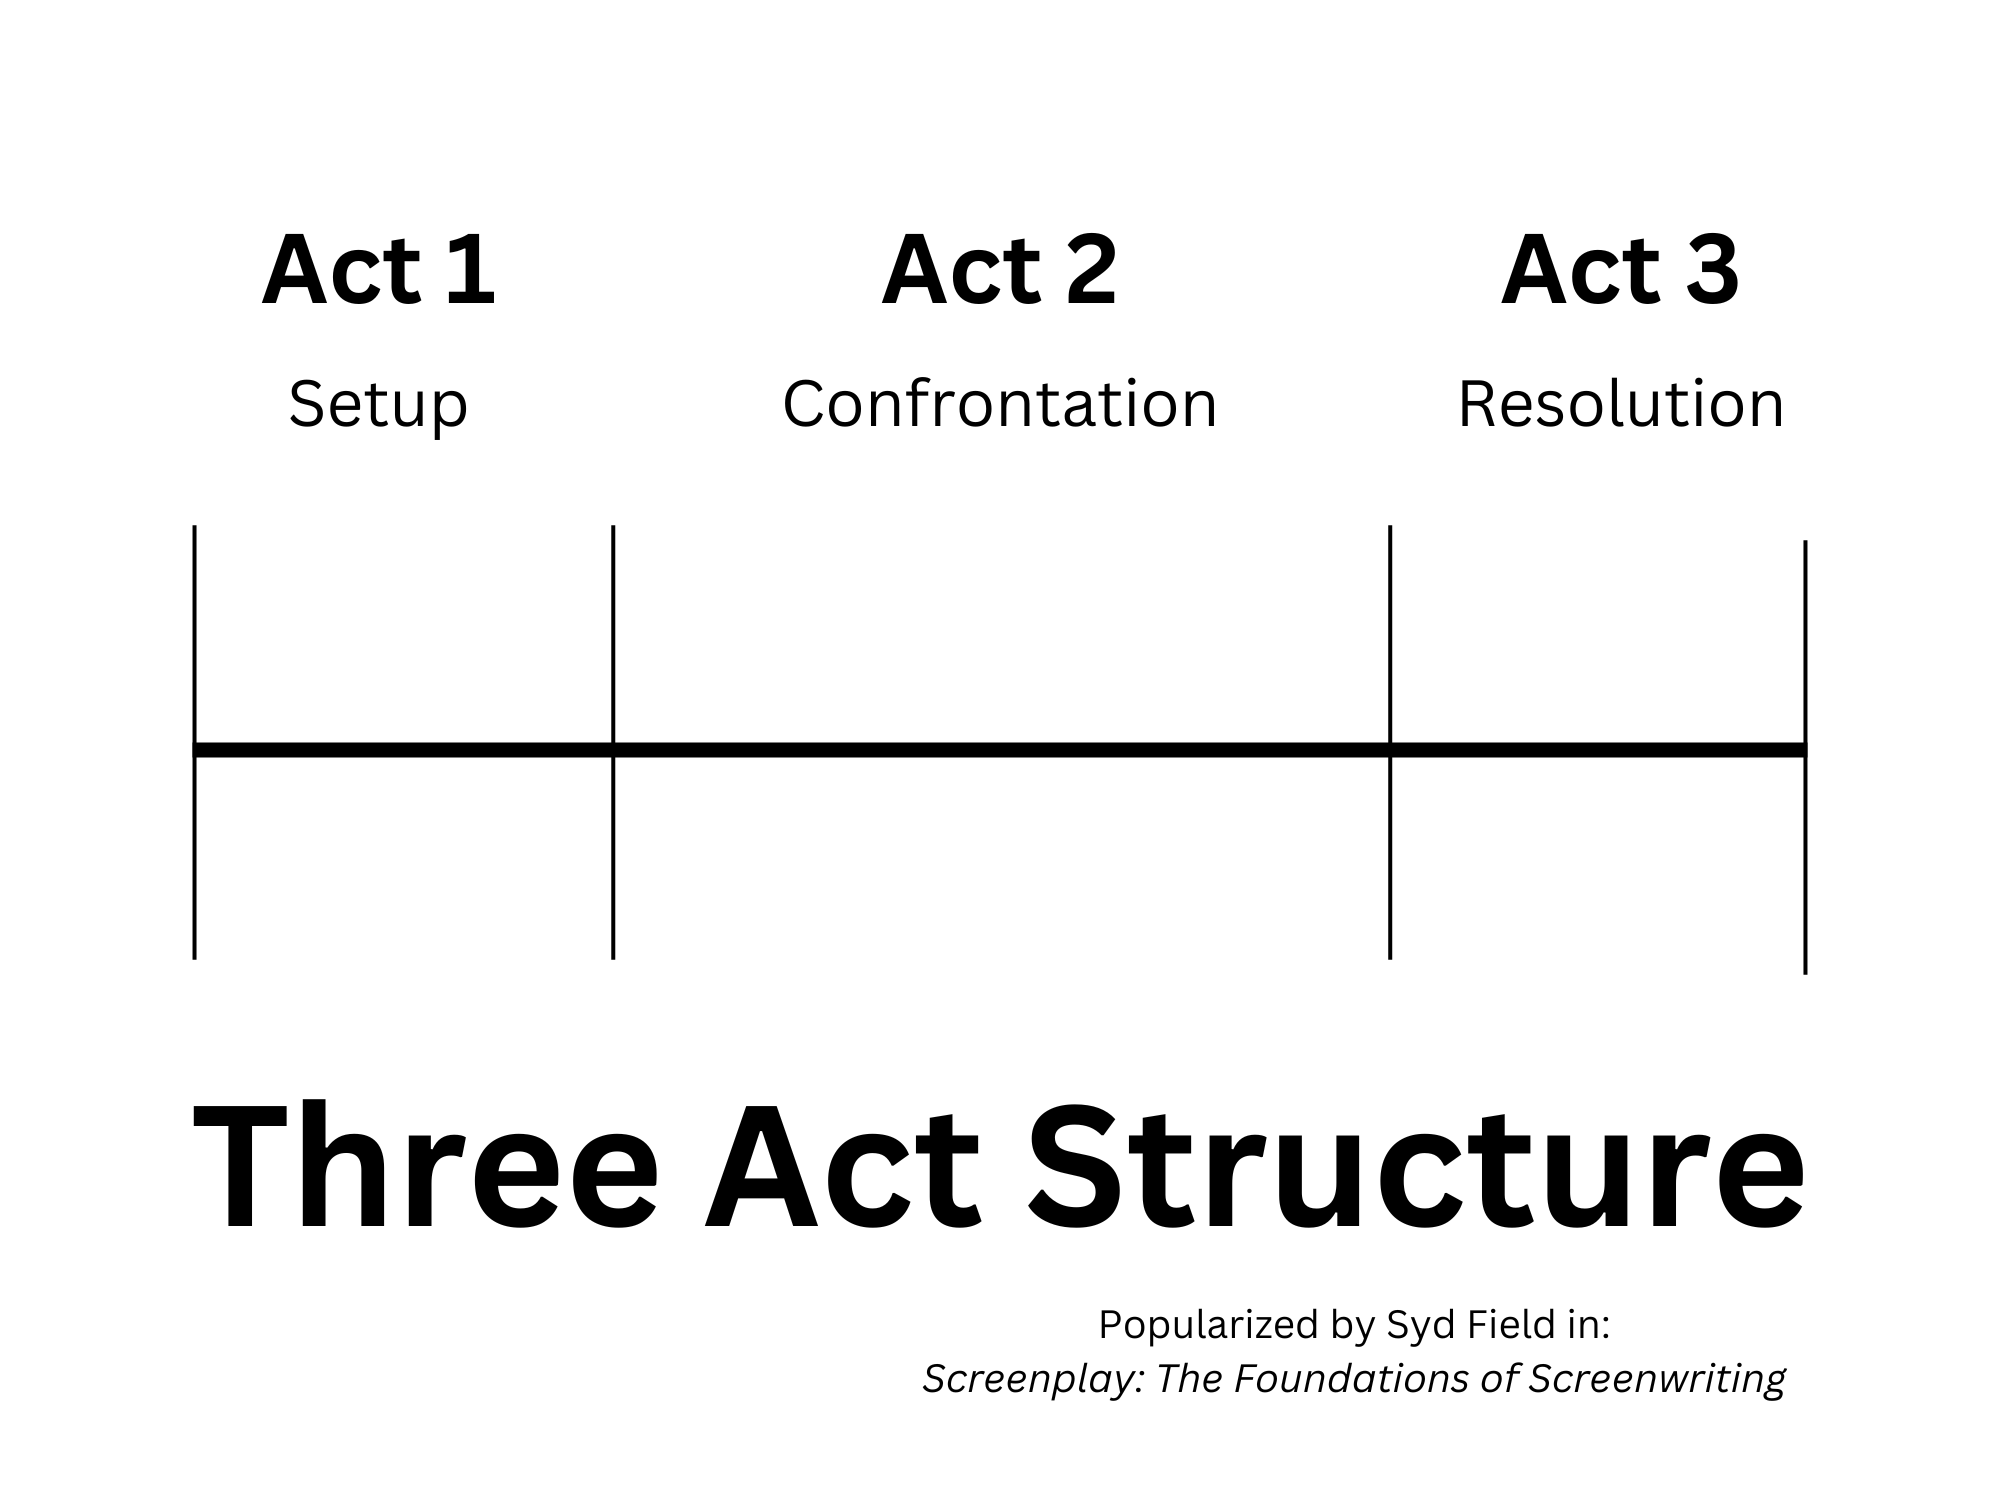 Act 1
Act 2
Act 3
Setup
Confrontation
Resolution
Three Act Structure
Popularized by Syd Field in:
Screenplay: The Foundations of Screenwriting